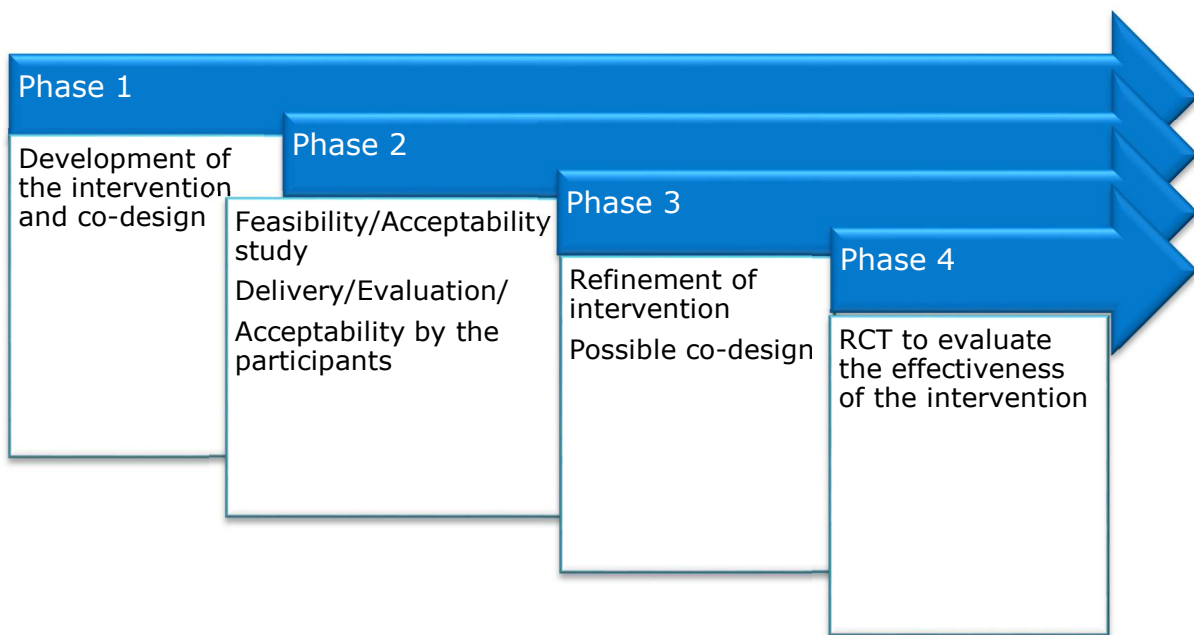 Phase 1
Development of
the intervention
and co-design
Phase 2
Feasibility/Acceptability
study
Delivery/Evaluation/
Acceptability by the
participants
Phase 3
Refinement of
intervention
Possible co-design
Phase 4
RCT to evaluate
the effectiveness
of the intervention